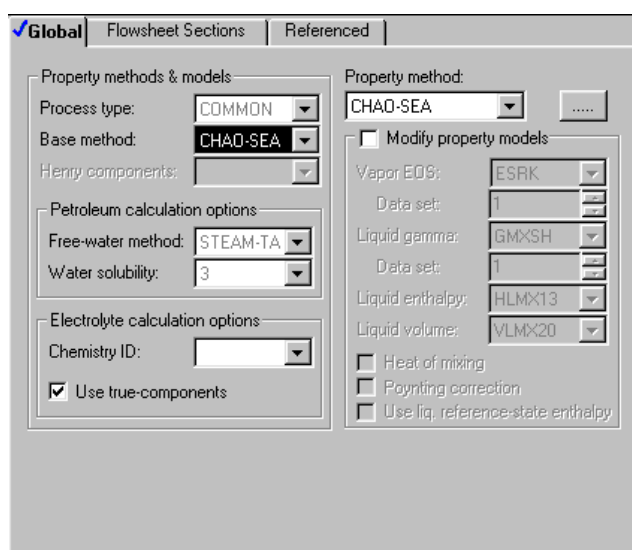 Global Flowsheet Sections Referenced
Property methods & models
Process type: COMMON
Base method: CHAO-SEA
Henry components:
Petroleum calculation options
Free-water method: STEAM-TA
Water solubility: 3
Electrolyte calculation options
Chemistry ID:
Use true-components
Property method:
CHAO-SEA .....
Modify property models
Vapor EOS: ESRK
Data set: 1
Liquid gamma: GMXSH
Data set: 1
Liquid enthalpy: HLMX13
Liquid volume: VLMX20
Heat of mixing
Poynting correction
Use liq. reference-state enthalpy